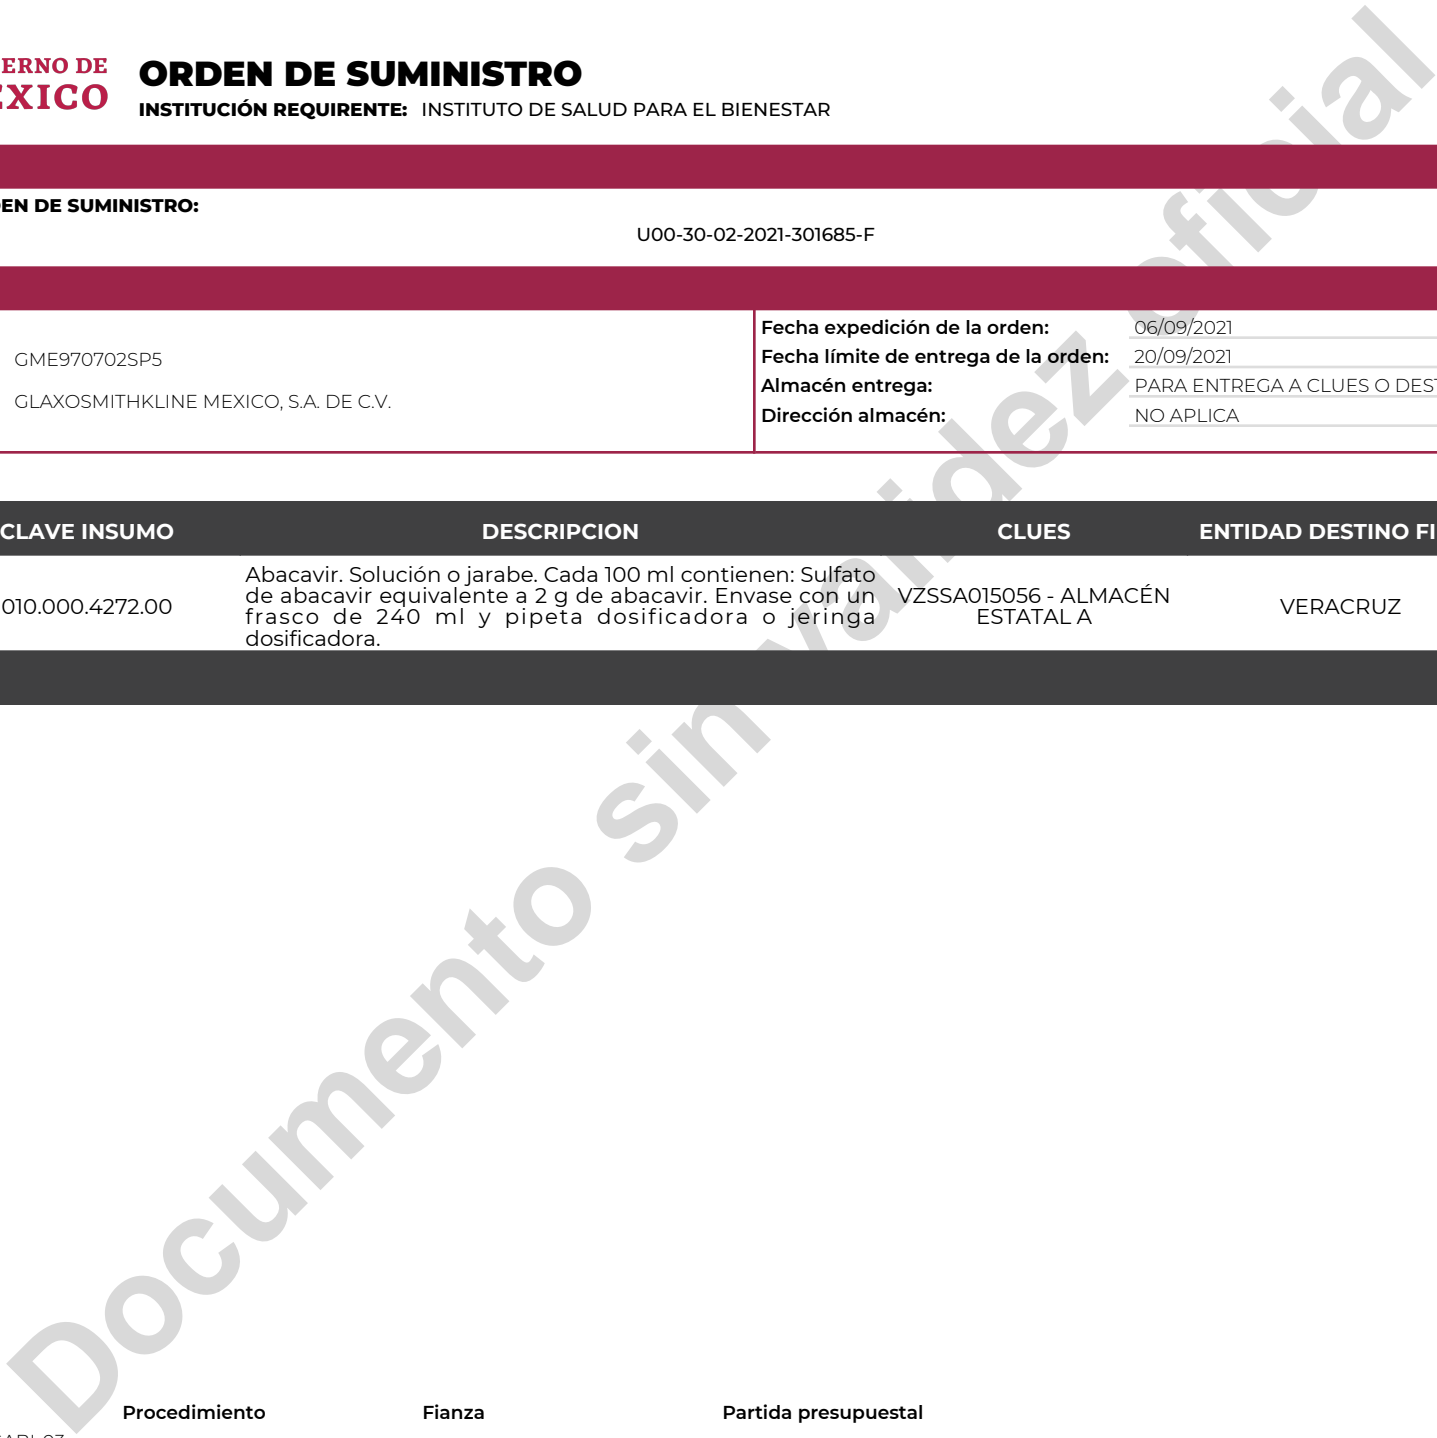 ERNO DE
EXICO
ORDEN DE SUMINISTRO
INSTITUCIÓN REQUIRENTE: INSTITUTO DE SALUD PARA EL BIENESTAR
EN DE SUMINISTRO:
U00-30-02-2021-301685-F
GME970702SP5
GLAXOSMITHKLINE MEXICO, S.A. DE C.V.
Fecha expedición de la orden: 06/09/2021
Fecha límite de entrega de la orden: 20/09/2021
Almacén entrega: PARA ENTREGA A CLUES O DEST
Dirección almacén: NO APLICA
CLAVE INSUMO DESCRIPCION CLUES ENTIDAD DESTINO FI
010.000.4272.00
Abacavir. Solución o jarabe. Cada 100 ml contienen: Sulfato
de abacavir equivalente a 2 g de abacavir. Envase con un
frasco de 240 ml y pipeta dosificadora o jeringa
dosificadora.
VZSSA015056 - ALMACÉN
ESTATAL A
VERACRUZ
Documento sin validez oficial
Procedimiento Fianza Partida presupuestal